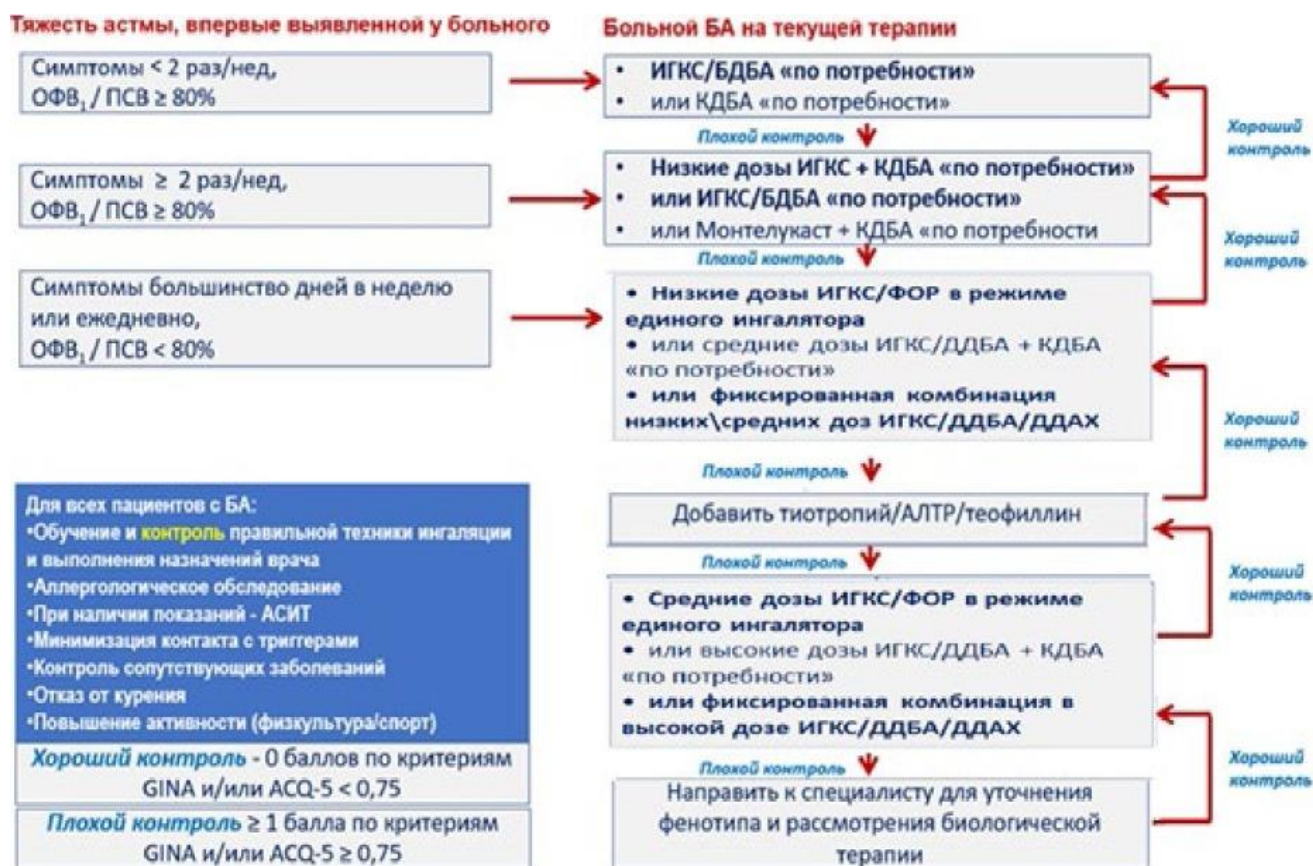 Тяжесть астмы, впервые выявленной у больного
Симптомы < 2 раз/нед,
ОФВ₁ / ПСВ ≥ 80%
Симптомы ≥ 2 раз/нед,
ОФВ₁ / ПСВ ≥ 80%
Симптомы большинство дней в неделю
или ежедневно,
ОФВ₁ / ПСВ < 80%
Для всех пациентов с БА:
•Обучение и контроль правильной техники ингаляции
и выполнения назначений врача
•Аллергологическое обследование
•При наличии показаний - АСИТ
•Минимизация контакта с триггерами
•Контроль сопутствующих заболеваний
•Отказ от курения
•Повышение активности (физкультура/спорт)
Хороший контроль - 0 баллов по критериям
GINA и/или ACQ-5 < 0,75
Плохой контроль ≥ 1 балла по критериям
GINA и/или ACQ-5 ≥ 0,75
Больной БА на текущей терапии
• ИГКС/БДБА «по потребности»
• или КДБА «по потребности»
Плохой контроль
• Низкие дозы ИГКС + КДБА «по потребности»
• или ИГКС/БДБА «по потребности»
• или Монтелукаст + КДБА «по потребности
Плохой контроль
• Низкие дозы ИГКС/ФОР в режиме
единого ингалятора
• или средние дозы ИГКС/ДДБА + КДБА
«по потребности»
• или фиксированная комбинация
низких\средних доз ИГКС/ДДБА/ДДАХ
Плохой контроль
Добавить тиотропий/АЛТР/теофиллин
Плохой контроль
• Средние дозы ИГКС/ФОР в режиме
единого ингалятора
• или высокие дозы ИГКС/ДДБА + КДБА
«по потребности»
• или фиксированная комбинация в
высокой дозе ИГКС/ДДБА/ДДАХ
Плохой контроль
Направить к специалисту для уточнения
фенотипа и рассмотрения биологической
терапии
Хороший
контроль
Хороший
контроль
Хороший
контроль
Хороший
контроль
Хороший
контроль